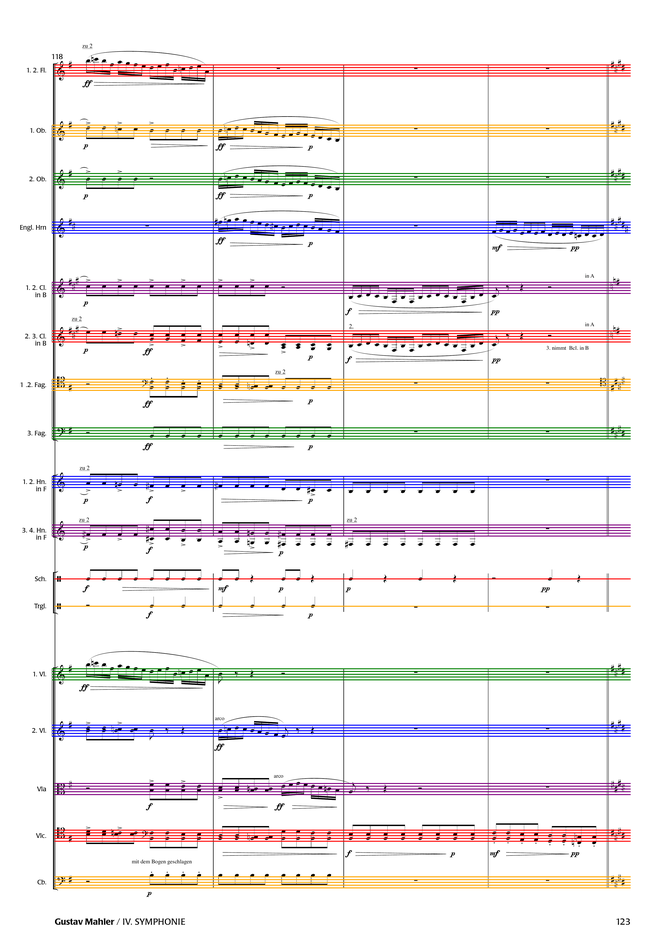 zu 2
118
1. 2. Fl.
ff
1. Ob.
p
ff
p
2. Ob.
p
ff
p
Engl. Hrn
ff
p
mf
pp
1. 2. Cl.
in B
in A
p
f
pp
zu 2
2. 3. Cl.
in B
2.
in A
p
ff
p
f
pp
3. nimmt Bcl. in B
zu 2
1 2. Fag.
ff
p
3. Fag.
ff
p
zu 2
1. 2. Hn.
in F
p
f
p
zu 2
zu 2
3. 4. Hn.
in F
p
f
p
Sch.
f
mf
p
p
pp
Trgl.
f
p
1. Vl.
ff
arco
2. Vl.
ff
arco
Vla
f
ff
Vlc.
f
p
mf
pp
mit dem Bogen geschlagen
Cb.
p
Gustav Mahler / IV. SYMPHONIE
123